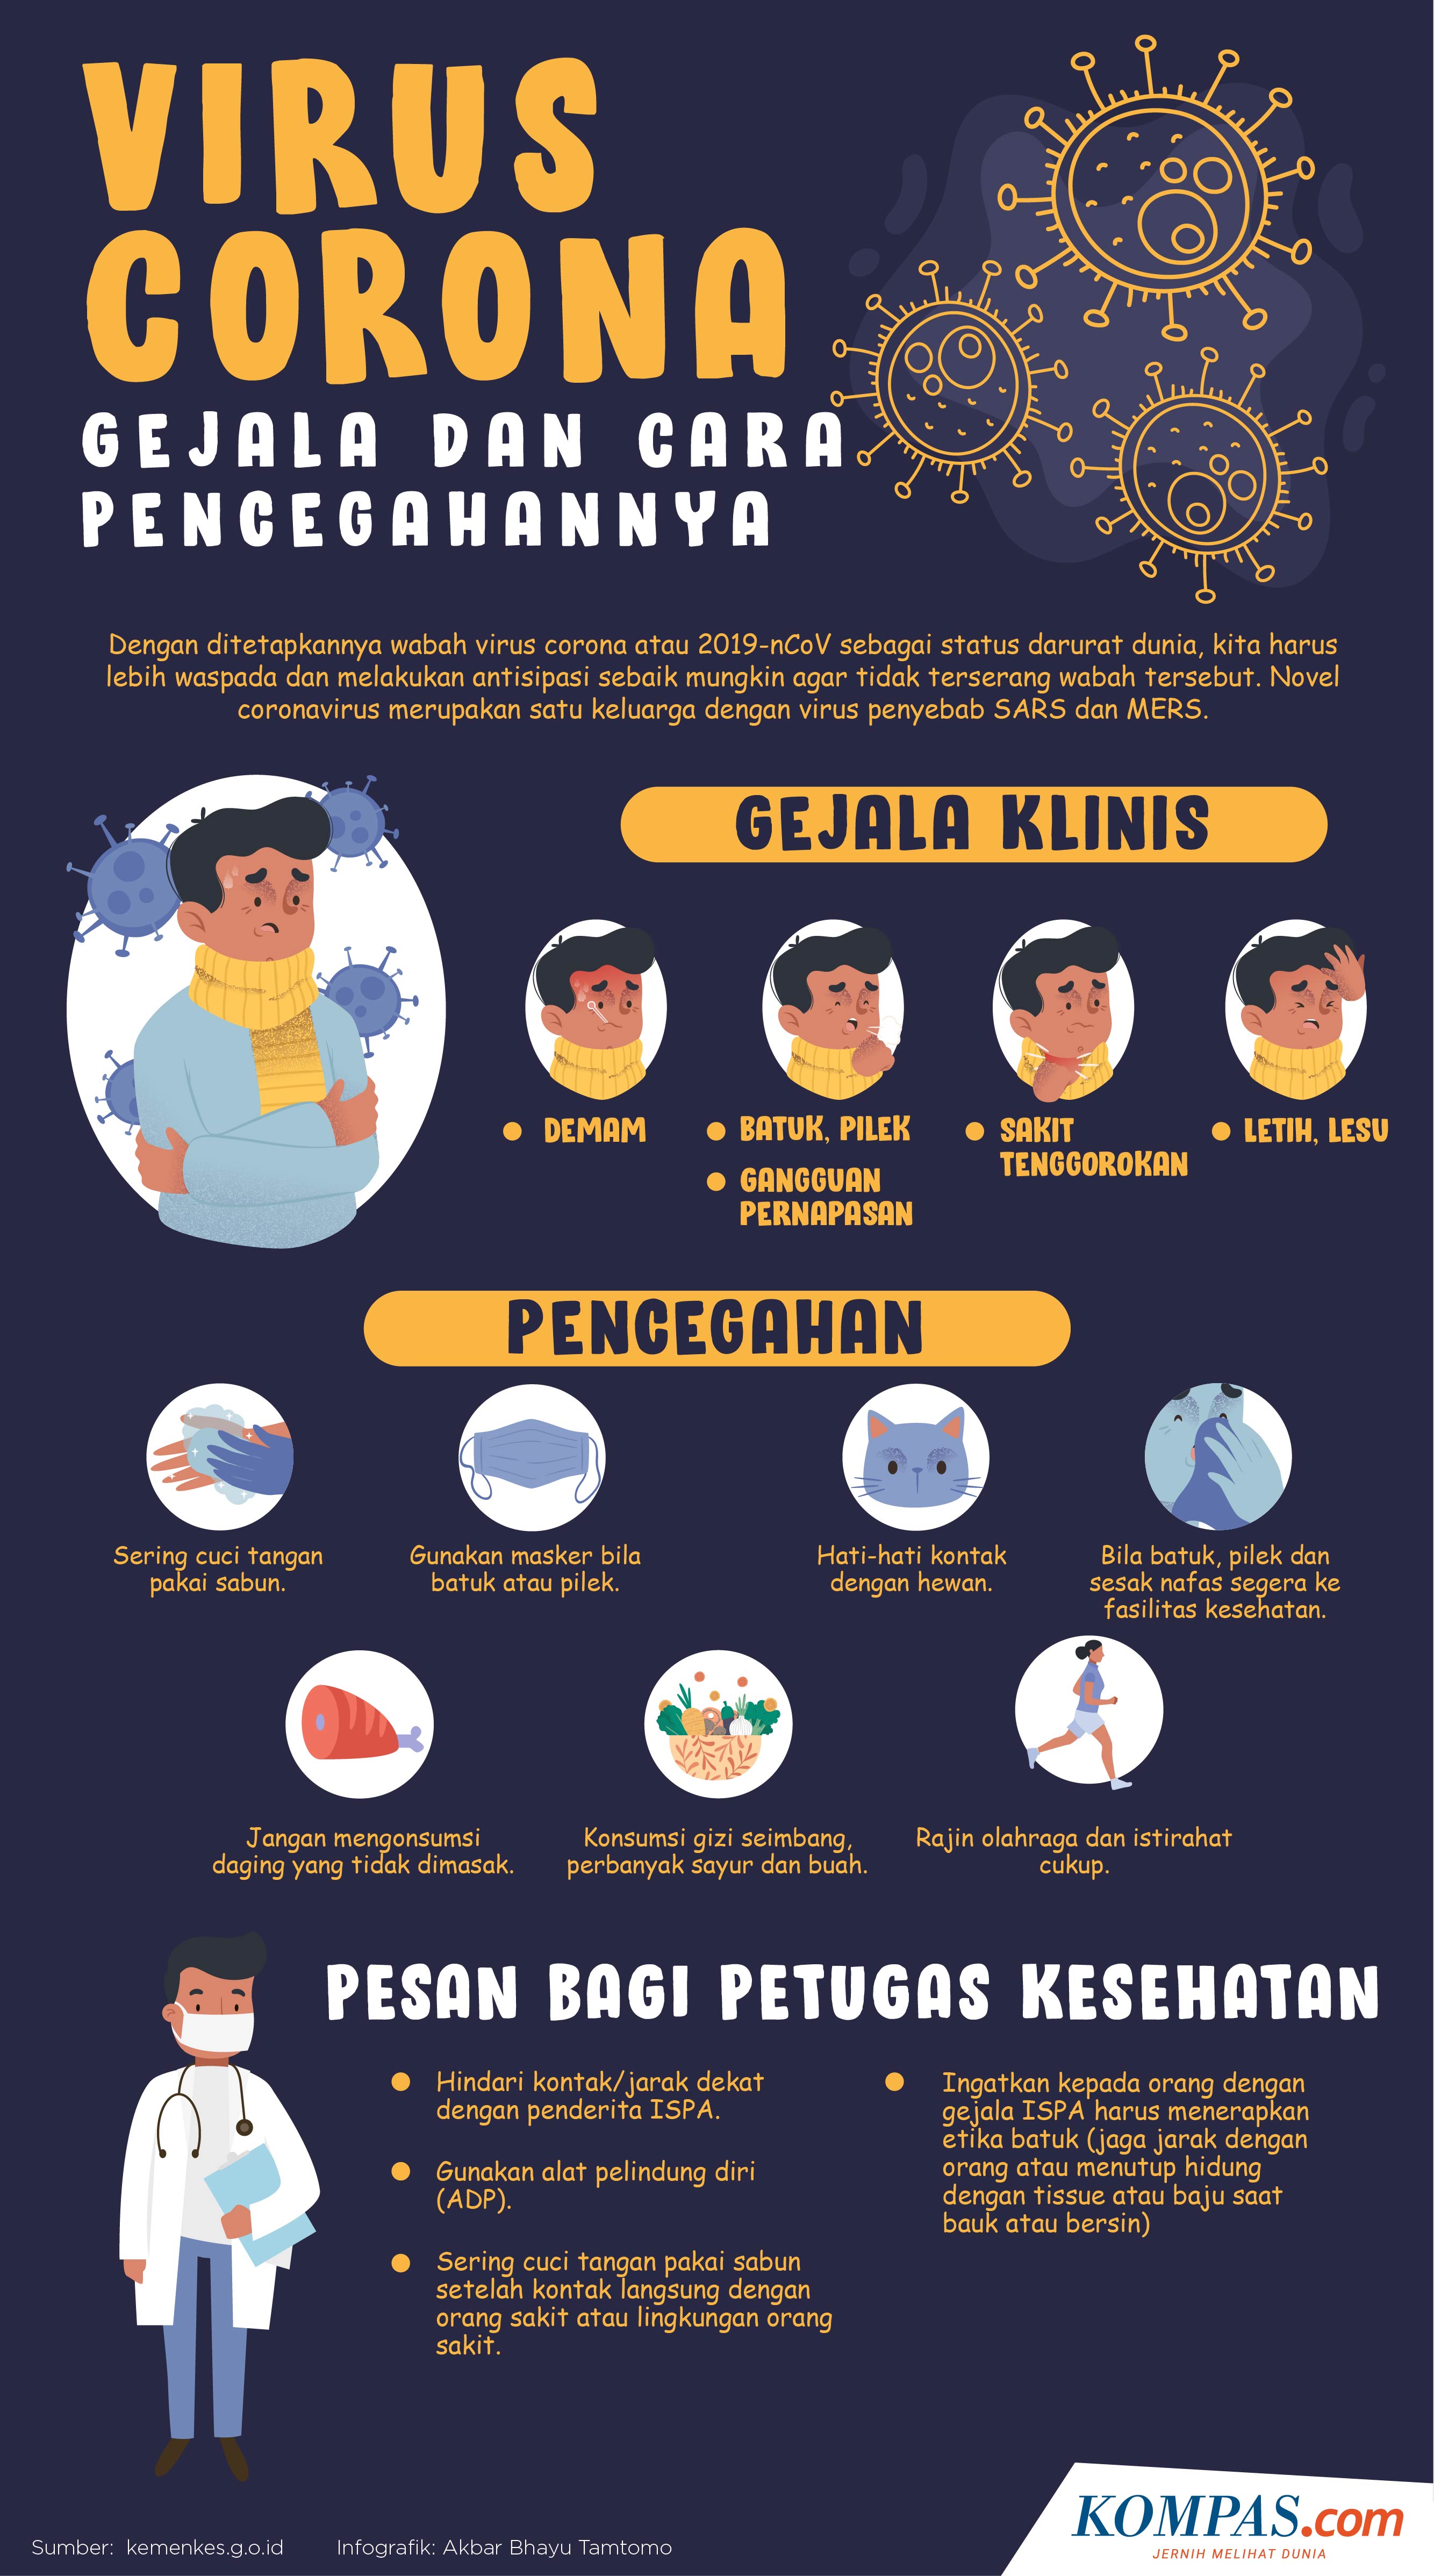 VIRUS
CORONA
GEJALA DAN CARA
PENCEGAHANNYA
Dengan ditetapkannya wabah virus corona atau 2019-nCoV sebagai status darurat dunia, kita harus
lebih waspada dan melakukan antisipasi sebaik mungkin agar tidak terserang wabah tersebut. Novel
coronavirus merupakan satu keluarga dengan virus penyebab SARS dan MERS.
GEJALA KLINIS
DEMAM
BATUK, PILEK
GANGGUAN
PERNAPASAN
SAKIT
TENGGOROKAN
LETIH, LESU
PENCEGAHAN
Sering cuci tangan
pakai sabun.
Gunakan masker bila
batuk atau pilek.
Hati-hati kontak
dengan hewan.
Bila batuk, pilek dan
sesak nafas segera ke
fasilitas kesehatan.
Jangan mengonsumsi
daging yang tidak dimasak.
Konsumsi gizi seimbang,
perbanyak sayur dan buah.
Rajin olahraga dan istirahat
cukup.
PESAN BAGI PETUGAS KESEHATAN
Hindari kontak/jarak dekat
dengan penderita ISPA.
Gunakan alat pelindung diri
(ADP).
Sering cuci tangan pakai sabun
setelah kontak langsung dengan
orang sakit atau lingkungan orang
sakit.
Ingatkan kepada orang dengan
gejala ISPA harus menerapkan
etika batuk (jaga jarak dengan
orang atau menutup hidung
dengan tissue atau baju saat
bauk atau bersin)
Sumber: kemenkes.g.o.id
Infografik: Akbar Bhayu Tamtomo
KOMPAS.com
JERNIH MELIHAT DUNIA